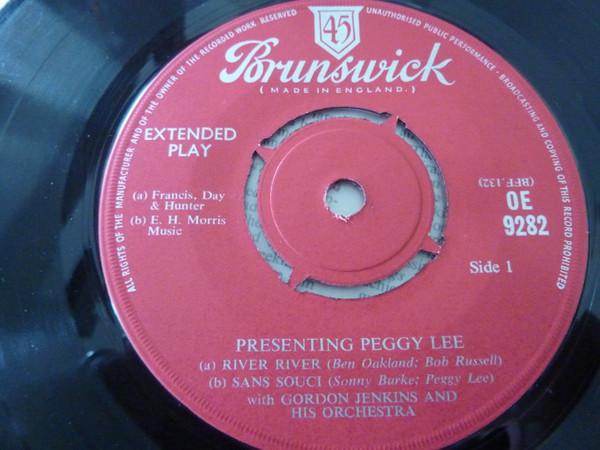 ALL RIGHTS OF THE MANUFACTURER AND OF THE OWNER OF THE RECORDED WORK RESERVED
UNAUTHORISED PUBLIC PERFORMANCE · BROADCASTING AND COPYING OF THIS RECORD PROHIBITED
45
Brunswick
( MADE IN ENGLAND. )
EXTENDED
PLAY
(a) Francis, Day
& Hunter
(b) E. H. Morris
Music
(BFF.132)
OE
9282
Side 1
PRESENTING PEGGY LEE
(a) RIVER RIVER (Ben Oakland; Bob Russell)
(b) SANS SOUCI (Sonny Burke; Peggy Lee)
with GORDON JENKINS AND
HIS ORCHESTRA